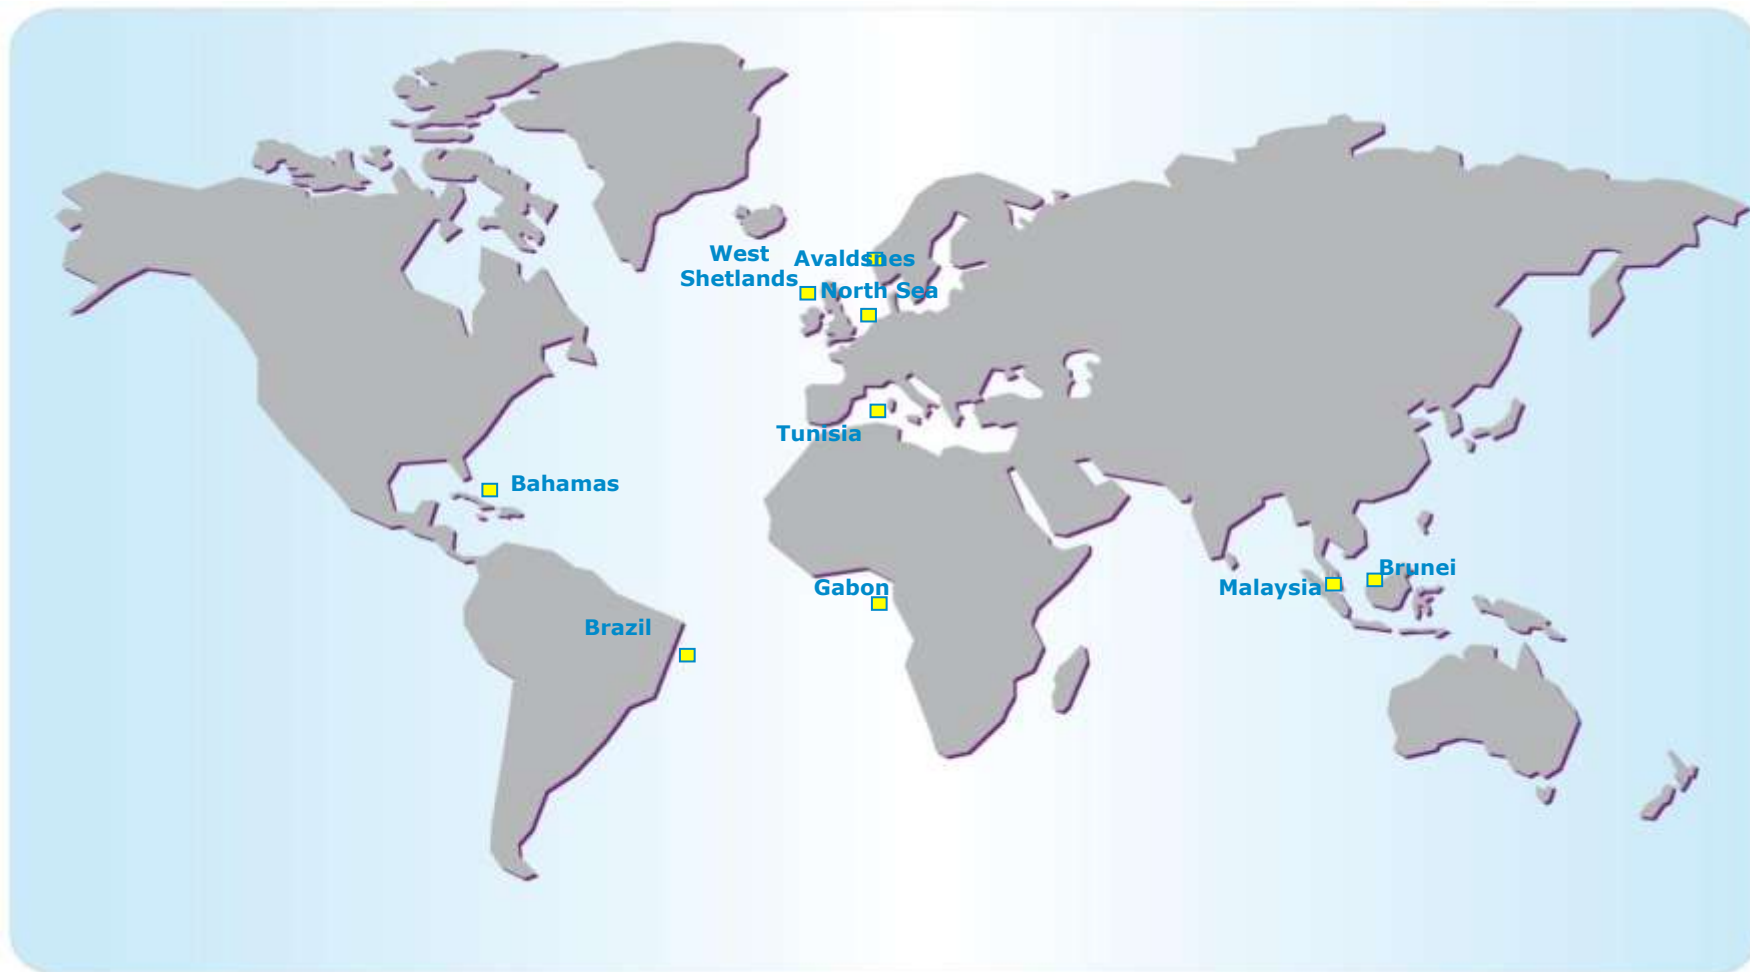 West
Shetlands
Avaldsnes
North Sea
Tunisia
Bahamas
Gabon
Brazil
Malaysia
Brunei